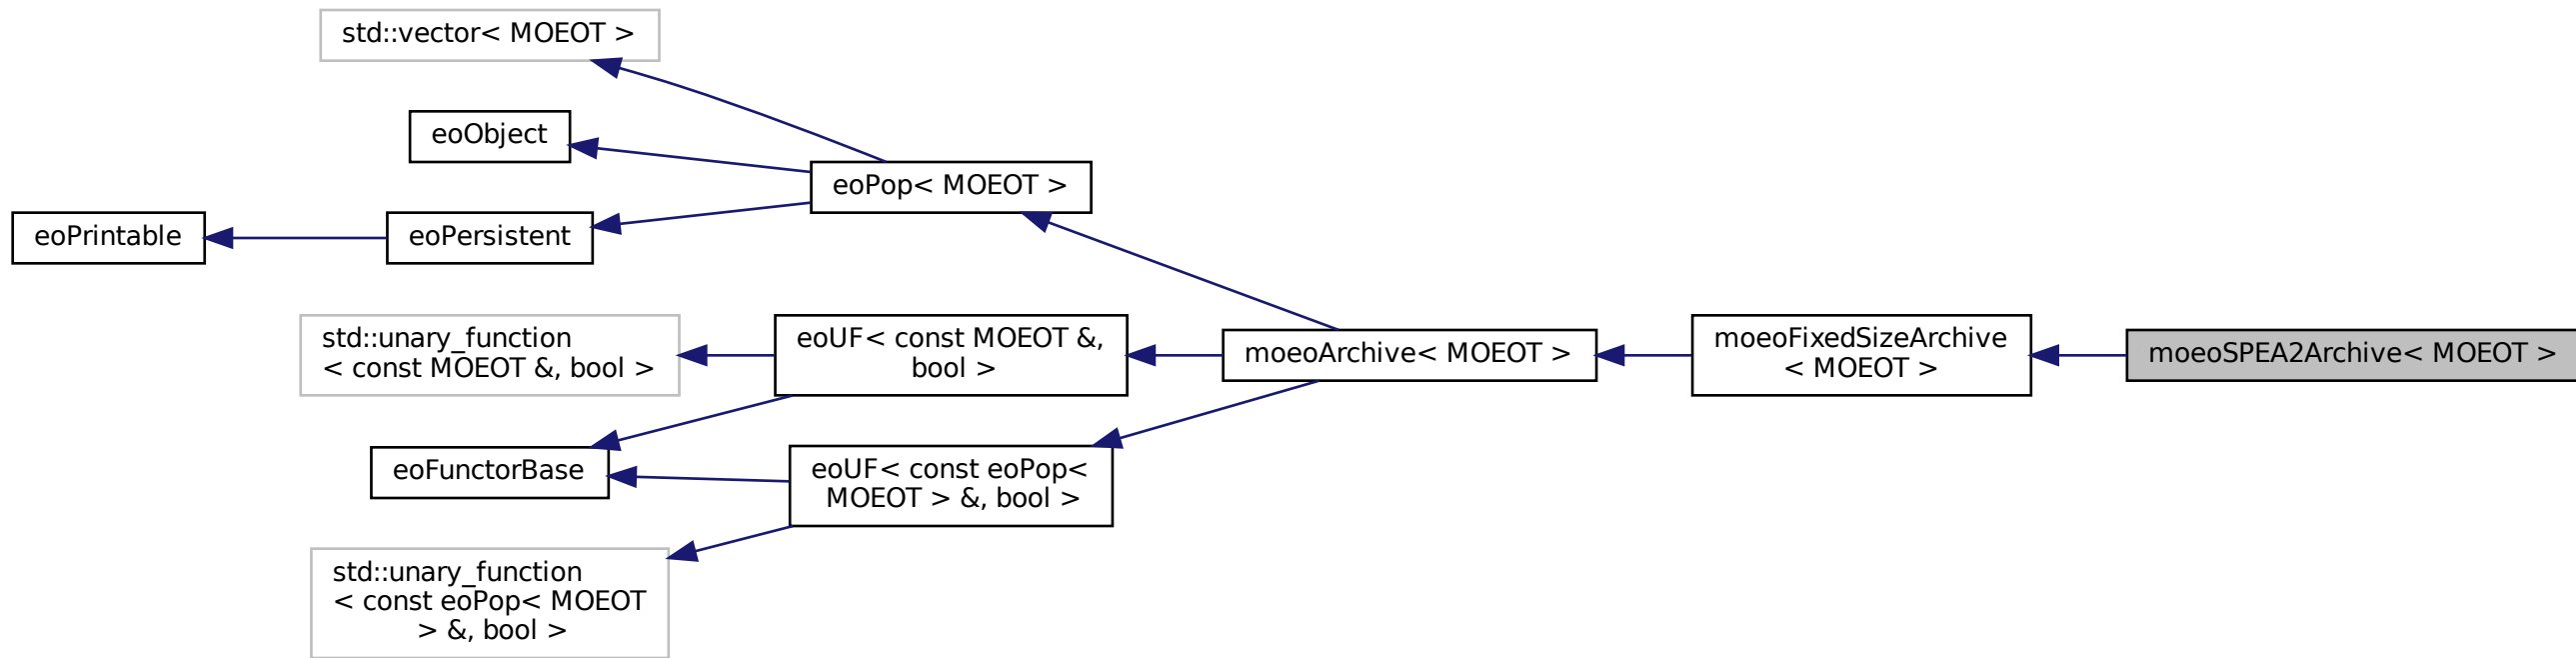 std::vector< MOEOT >
eoObject
eoPop< MOEOT >
eoPrintable
eoPersistent
std::unary_function
< const MOEOT &, bool >
eoUF< const MOEOT &,
bool >
moeoArchive< MOEOT >
moeoFixedSizeArchive
< MOEOT >
moeoSPEA2Archive< MOEOT >
eoFunctorBase
eoUF< const eoPop<
MOEOT > &, bool >
std::unary_function
< const eoPop< MOEOT
> &, bool >